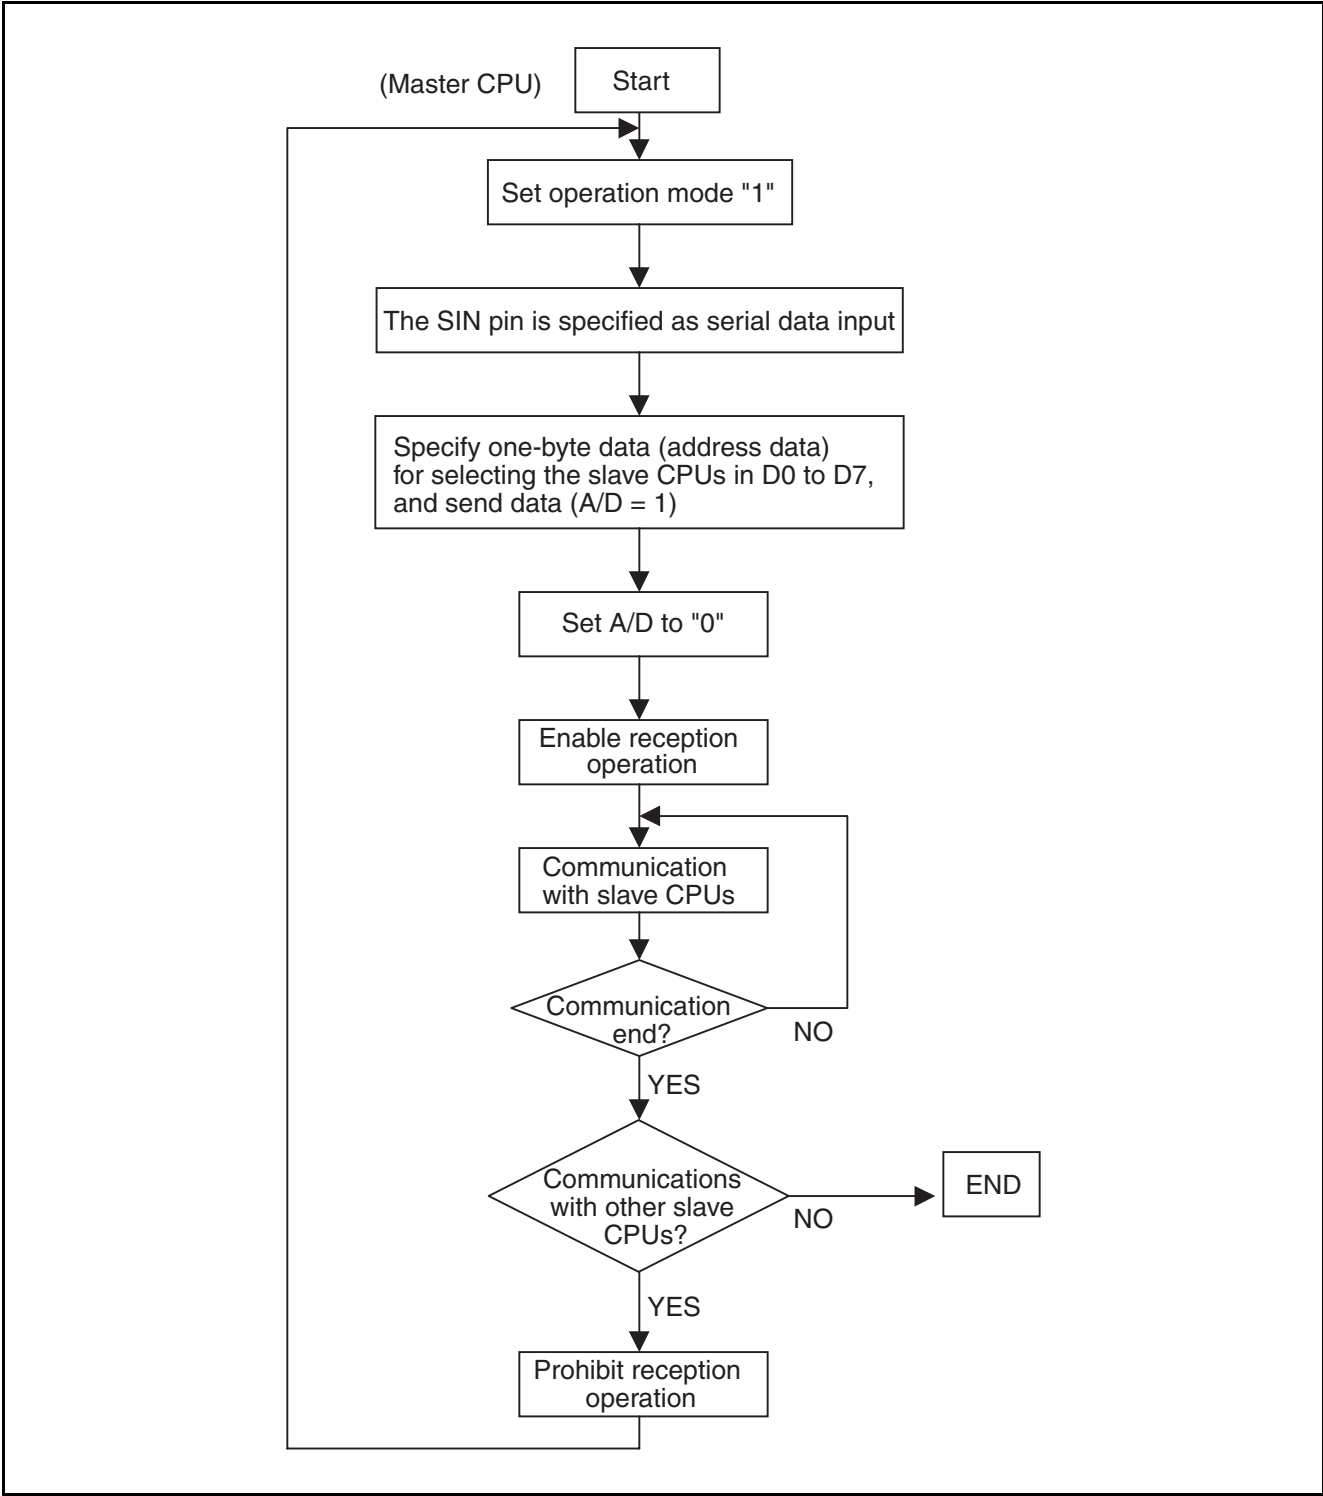 (Master CPU)
Start
Set operation mode "1"
The SIN pin is specified as serial data input
Specify one-byte data (address data)
for selecting the slave CPUs in D0 to D7,
and send data (A/D = 1)
Set A/D to "0"
Enable reception
operation
Communication
with slave CPUs
Communication
end?
NO
YES
Communications
with other slave
CPUs?
NO
END
YES
Prohibit reception
operation